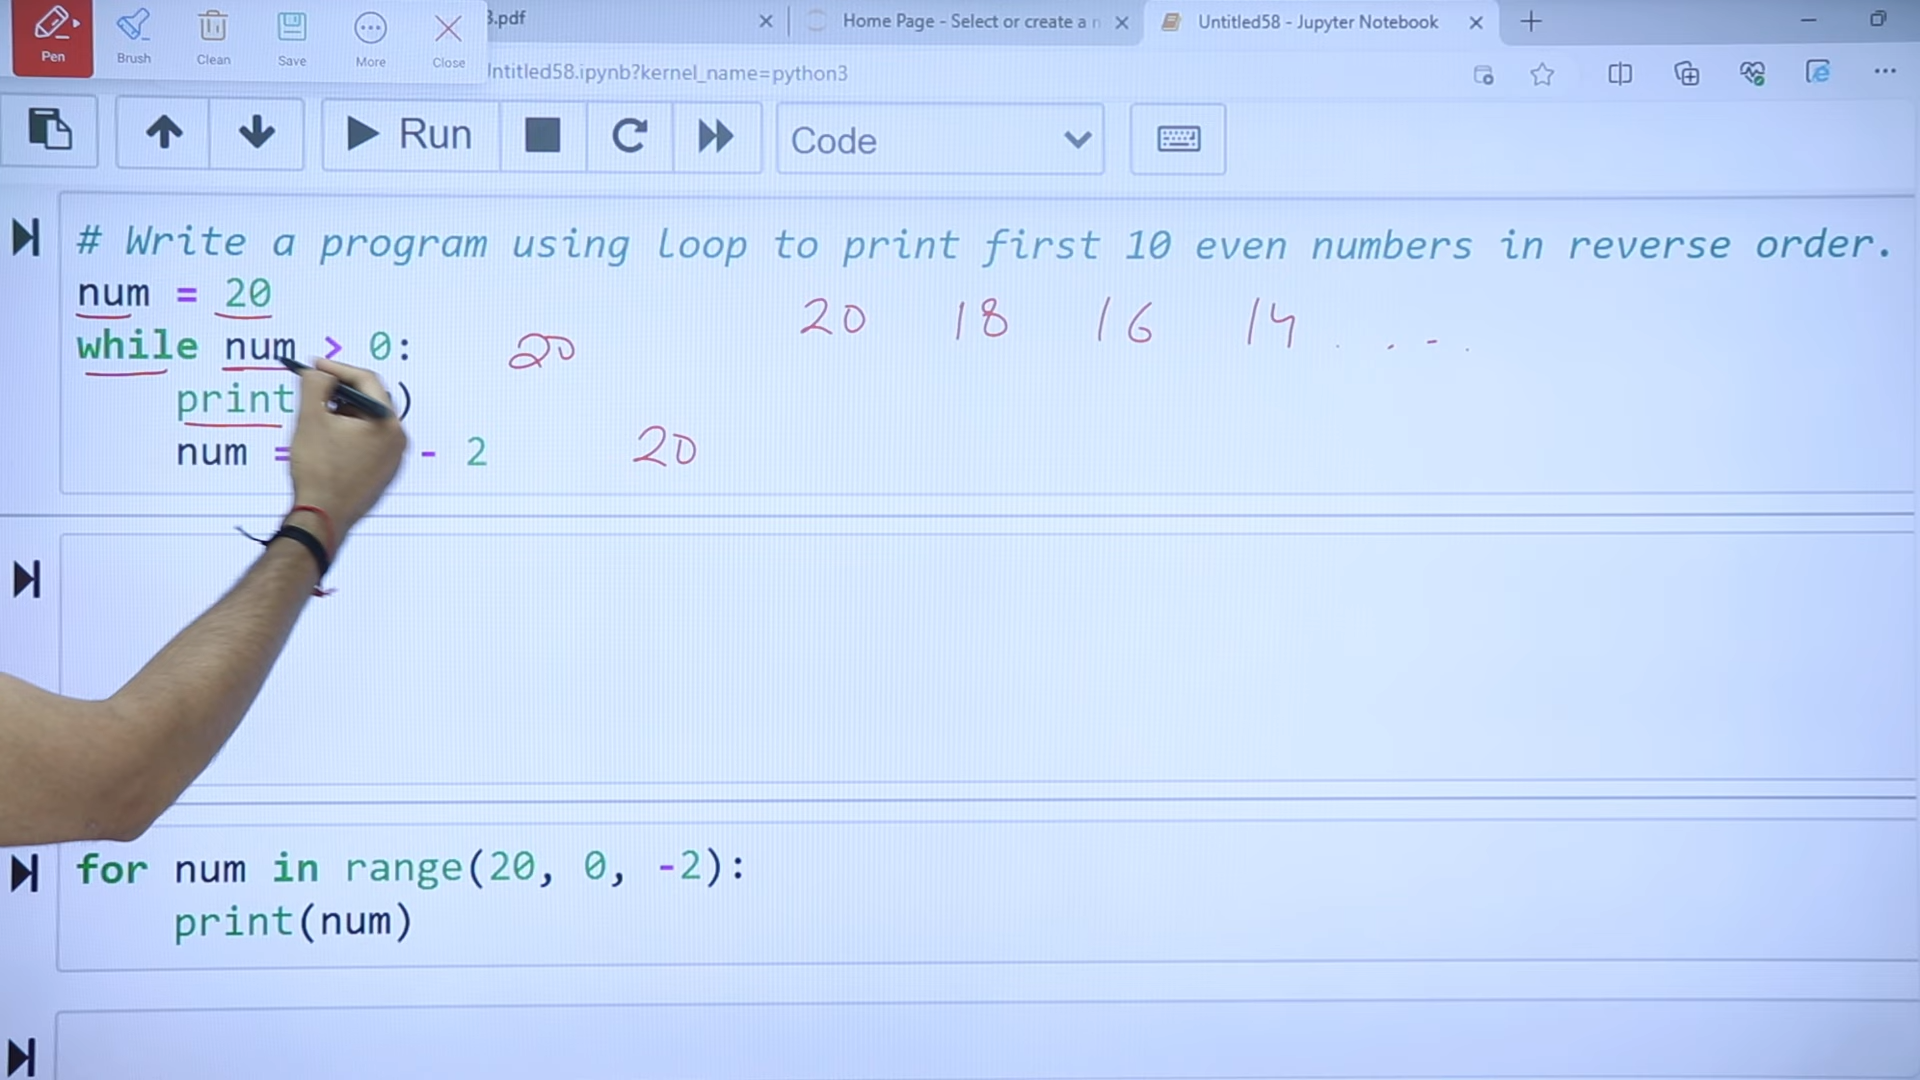 3.pdf
Home Page - Select or create a n
Untitled58 - Jupyter Notebook
Pen
Brush
Clean
Save
More
Close
Untitled58.ipynb?kernel_name=python3
Run
Code
# Write a program using loop to print first 10 even numbers in reverse order.
num = 20
20 18 16 14 . . - .
while num > 0:
20
print )
num = - 2
20
for num in range(20, 0, -2):
print(num)